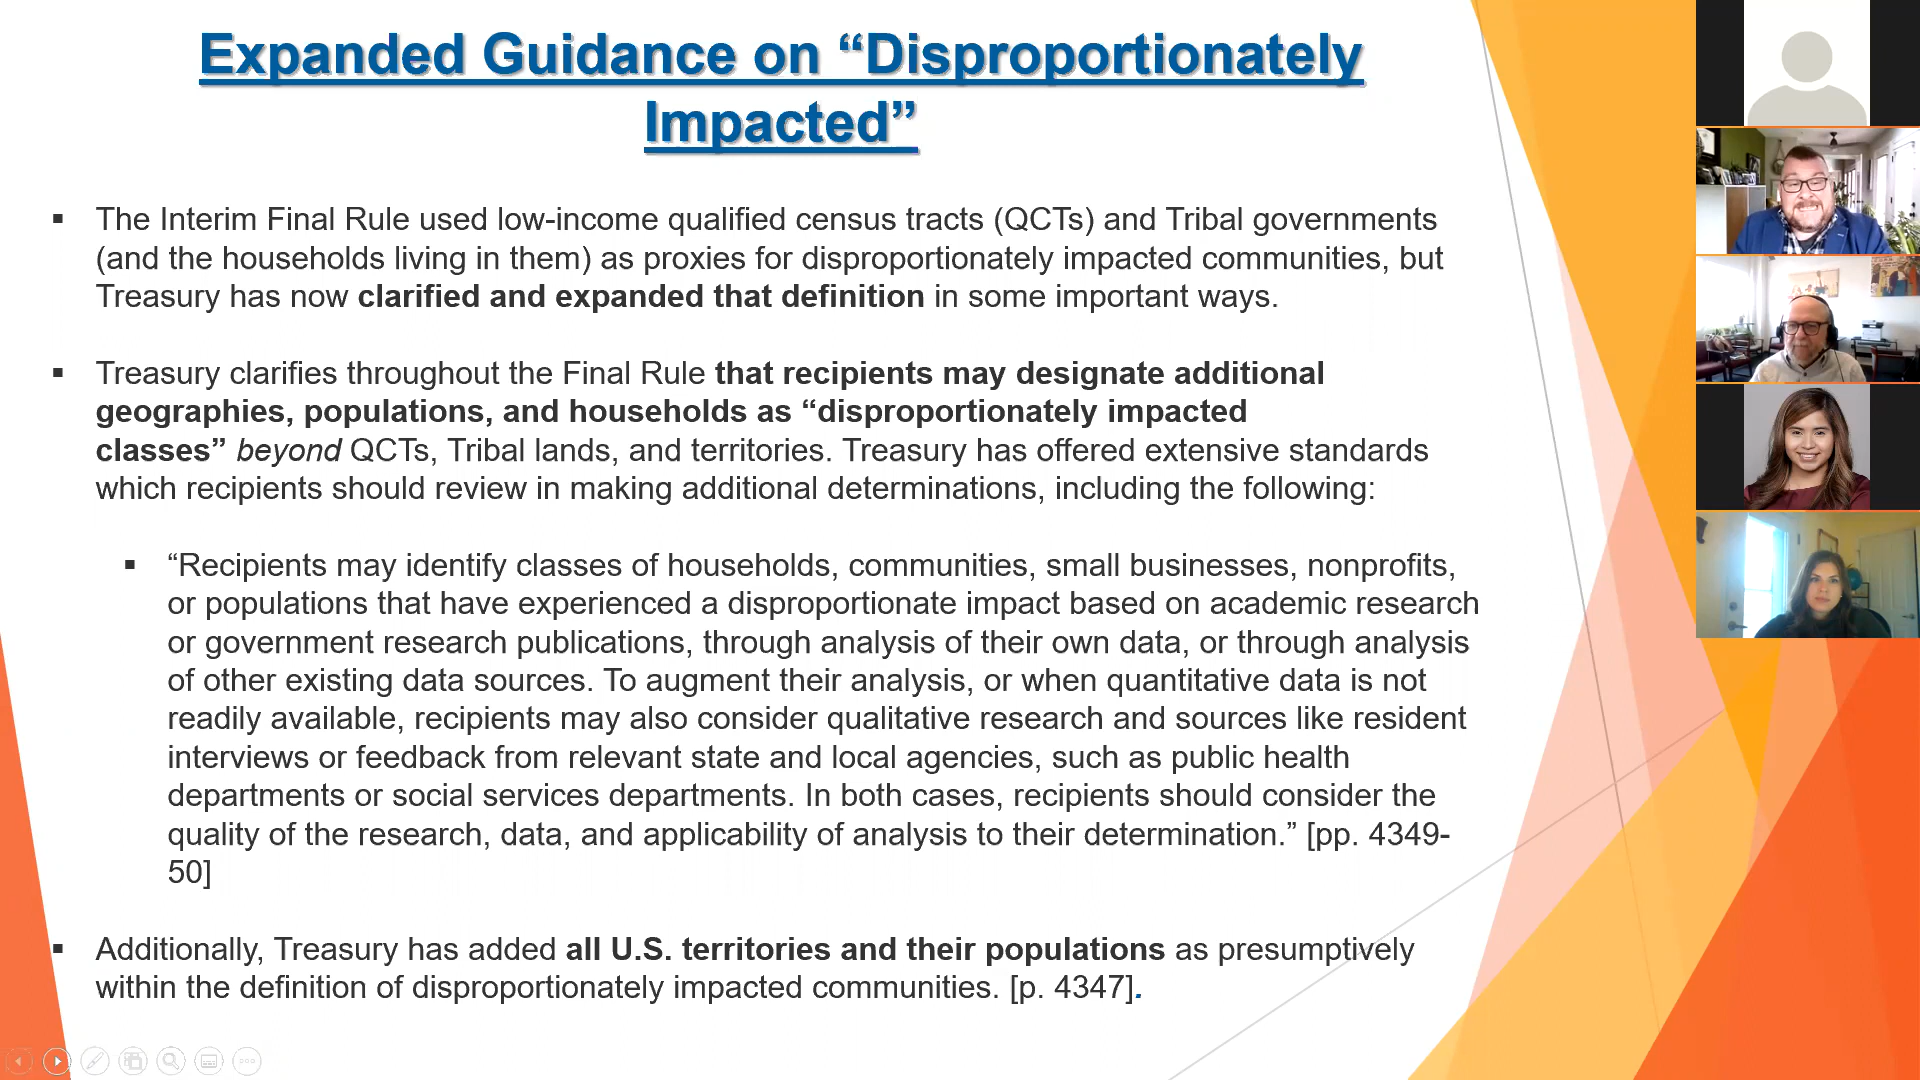 Expanded Guidance on “Disproportionately
Impacted”
▪ The Interim Final Rule used low-income qualified census tracts (QCTs) and Tribal governments
(and the households living in them) as proxies for disproportionately impacted communities, but
Treasury has now clarified and expanded that definition in some important ways.
▪ Treasury clarifies throughout the Final Rule that recipients may designate additional
geographies, populations, and households as “disproportionately impacted
classes” beyond QCTs, Tribal lands, and territories. Treasury has offered extensive standards
which recipients should review in making additional determinations, including the following:
▪ “Recipients may identify classes of households, communities, small businesses, nonprofits,
or populations that have experienced a disproportionate impact based on academic research
or government research publications, through analysis of their own data, or through analysis
of other existing data sources. To augment their analysis, or when quantitative data is not
readily available, recipients may also consider qualitative research and sources like resident
interviews or feedback from relevant state and local agencies, such as public health
departments or social services departments. In both cases, recipients should consider the
quality of the research, data, and applicability of analysis to their determination.” [pp. 4349-
50]
▪ Additionally, Treasury has added all U.S. territories and their populations as presumptively
within the definition of disproportionately impacted communities. [p. 4347].